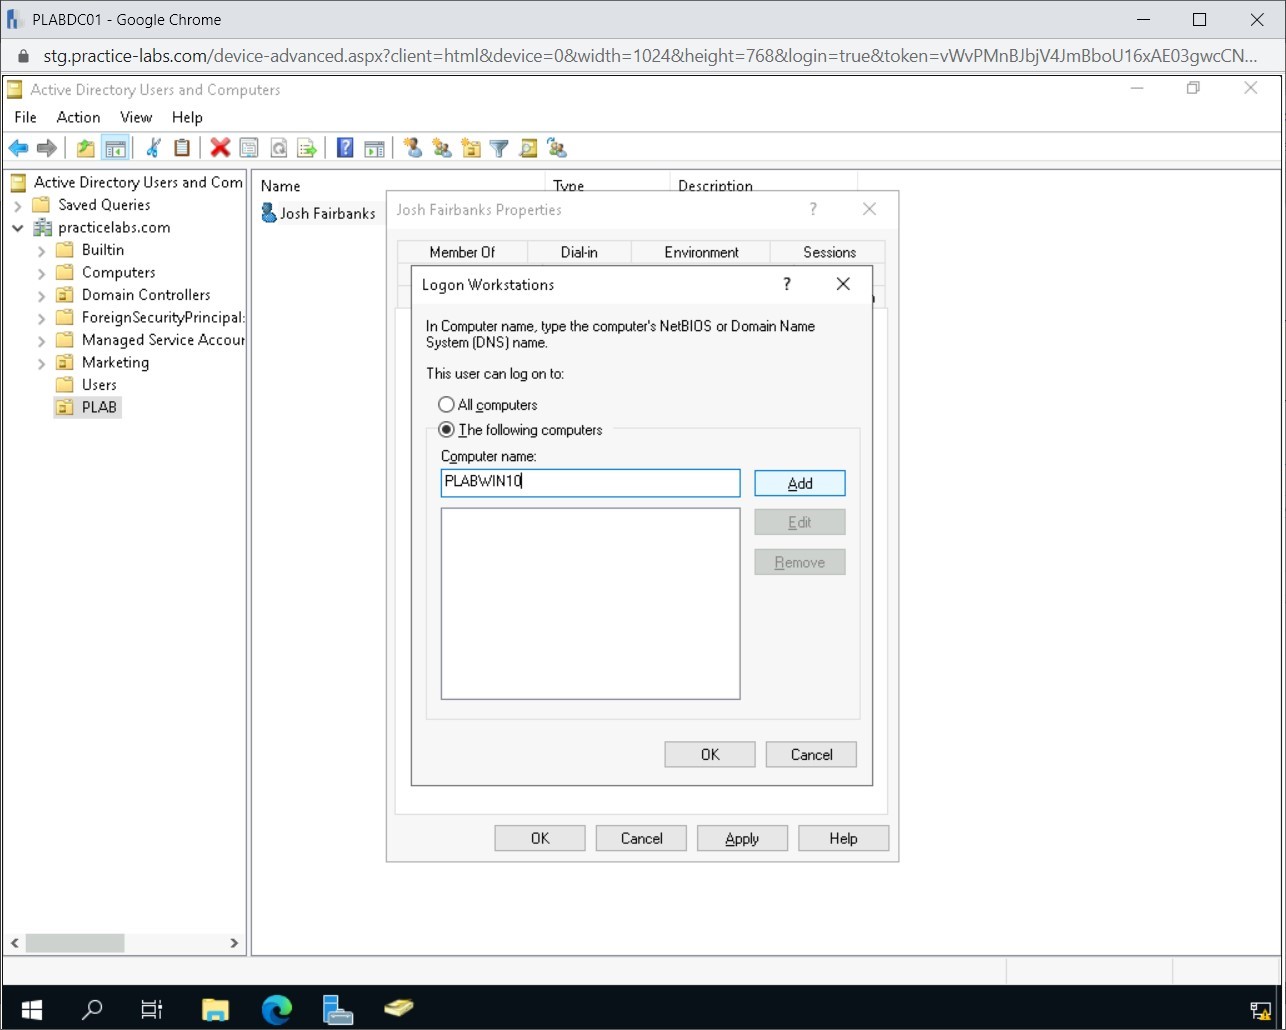 PLABDC01 - Google Chrome
stg.practice-labs.com/device-advanced.aspx?client=html&device=0&width=1024&height=768&login=true&token=vWvPMnBJbjV4JmBboU16xAE03gwcCN...
Active Directory Users and Computers
File Action View Help
Active Directory Users and Com
Saved Queries
practicelabs.com
Builtin
Computers
Domain Controllers
ForeignSecurityPrincipal:
Managed Service Accour
Marketing
Users
PLAB
Name Type Description
Josh Fairbanks
Josh Fairbanks Properties
Member Of Dial-in Environment Sessions
Logon Workstations
In Computer name, type the computer's NetBIOS or Domain Name
System (DNS) name.
This user can log on to:
All computers
The following computers
Computer name:
PLABWIN10
Add
Edit
Remove
OK Cancel
OK Cancel Apply Help